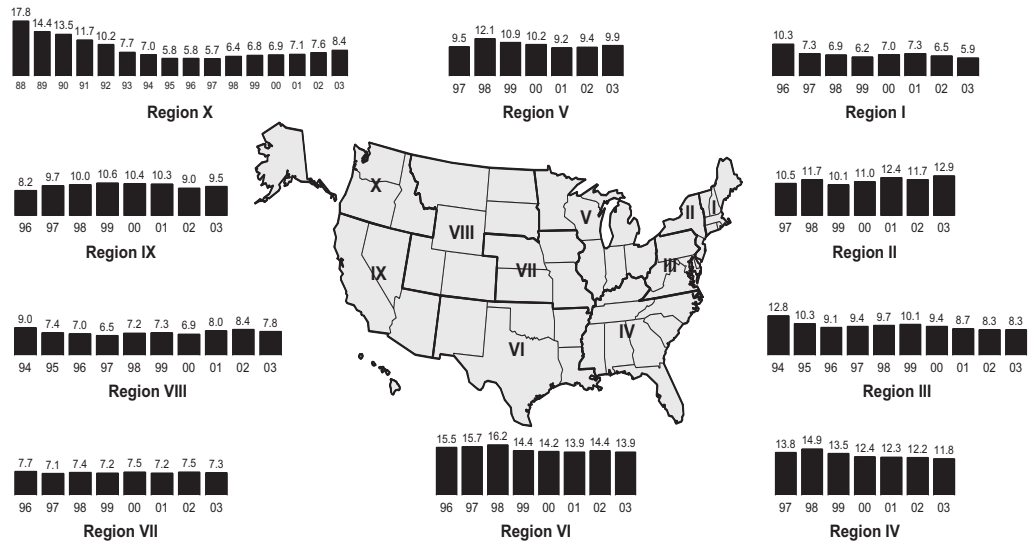 17.8 14.4 13.5 11.7 10.2 7.7 7.0 5.8 5.8 5.7 6.4 6.8 6.9 7.1 7.6 8.4
88 89 90 91 92 93 94 95 96 97 98 99 00 01 02 03
Region X
9.5 12.1 10.9 10.2 9.2 9.4 9.9
97 98 99 00 01 02 03
Region V
10.3 7.3 6.9 6.2 7.0 7.3 6.5 5.9
96 97 98 99 00 01 02 03
Region I
8.2 9.7 10.0 10.6 10.4 10.3 9.0 9.5
96 97 98 99 00 01 02 03
Region IX
X
VIII
IX
VII
VI
V
IV
III
II
I
10.5 11.7 10.1 11.0 12.4 11.7 12.9
97 98 99 00 01 02 03
Region II
9.0 7.4 7.0 6.5 7.2 7.3 6.9 8.0 8.4 7.8
94 95 96 97 98 99 00 01 02 03
Region VIII
12.8 10.3 9.1 9.4 9.7 10.1 9.4 8.7 8.3 8.3
94 95 96 97 98 99 00 01 02 03
Region III
7.7 7.1 7.4 7.2 7.5 7.2 7.5 7.3
96 97 98 99 00 01 02 03
Region VII
15.5 15.7 16.2 14.4 14.2 13.9 14.4 13.9
96 97 98 99 00 01 02 03
Region VI
13.8 14.9 13.5 12.4 12.3 12.2 11.8
97 98 99 00 01 02 03
Region IV